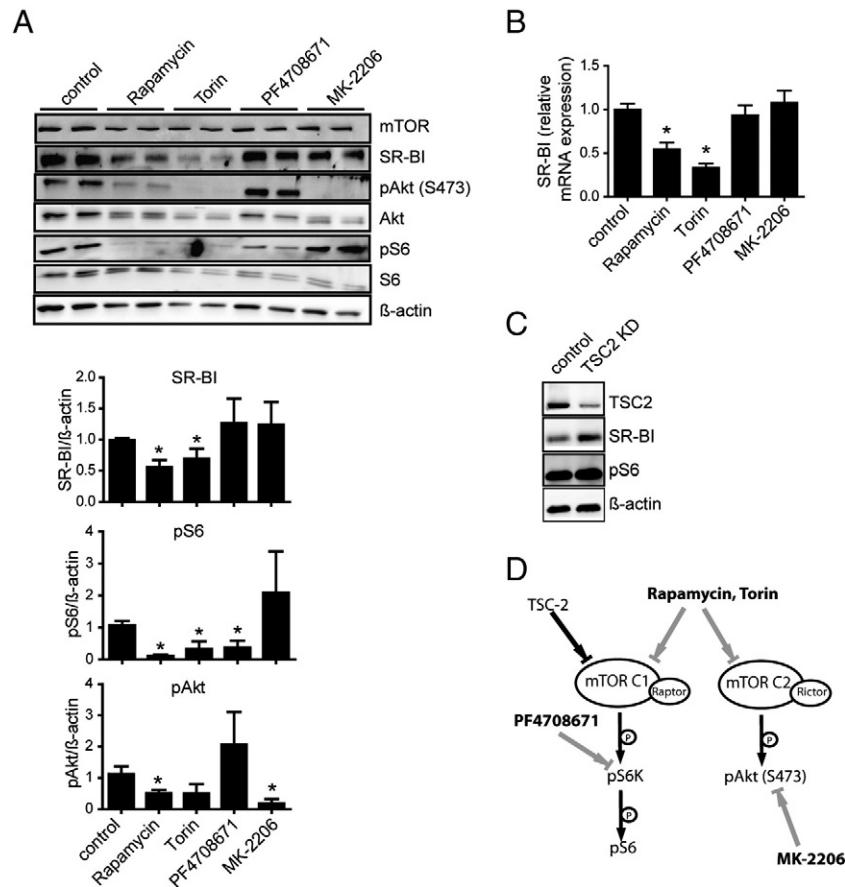 A
control
Rapamycin
Torin
PF4708671
MK-2206
mTOR
SR-BI
pAkt (S473)
Akt
pS6
S6
ß-actin
SR-BI
SR-BI/ß-actin
2.0
1.5
1.0
0.5
0.0
* *
pS6
pS6/ß-actin
4
3
2
1
0
* * *
pAkt
pAkt/ß-actin
4
3
2
1
0
* *
control
Rapamycin
Torin
PF4708671
MK-2206
B
SR-BI (relative
mRNA expression)
1.5
1.0
0.5
0.0
* *
control
Rapamycin
Torin
PF4708671
MK-2206
C
control
TSC2 KD
TSC2
SR-BI
pS6
ß-actin
D
TSC-2
Rapamycin, Torin
mTOR C1
Raptor
mTOR C2
Rictor
PF4708671
P
P
pS6K
pAkt (S473)
P
pS6
MK-2206